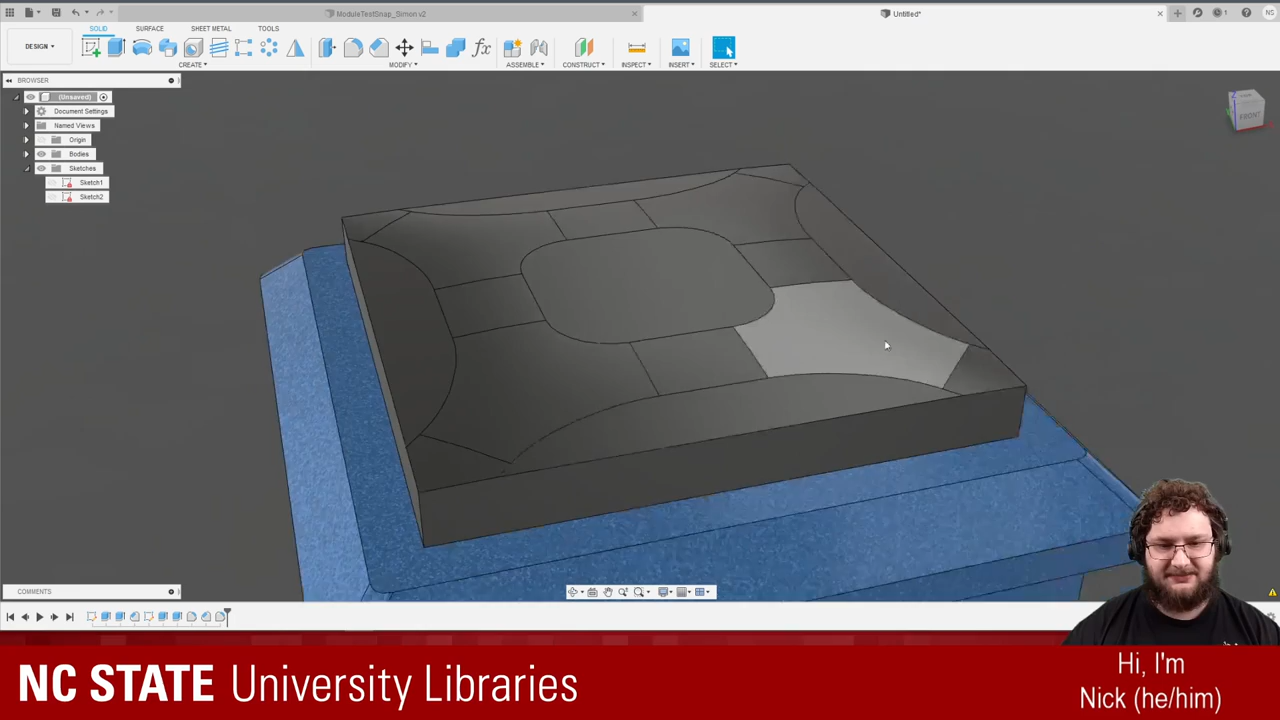 ModuleTestSnap_Simon v2
Untitled*
NS
DESIGN
SOLID
SURFACE
SHEET METAL
TOOLS
CREATE
MODIFY
ASSEMBLE
CONSTRUCT
INSPECT
INSERT
SELECT
BROWSER
(Unsaved)
Document Settings
Named Views
Origin
Bodies
Sketches
Sketch1
Sketch2
FRONT
COMMENTS
NC STATE University Libraries
Hi, I'm
Nick (he/him)